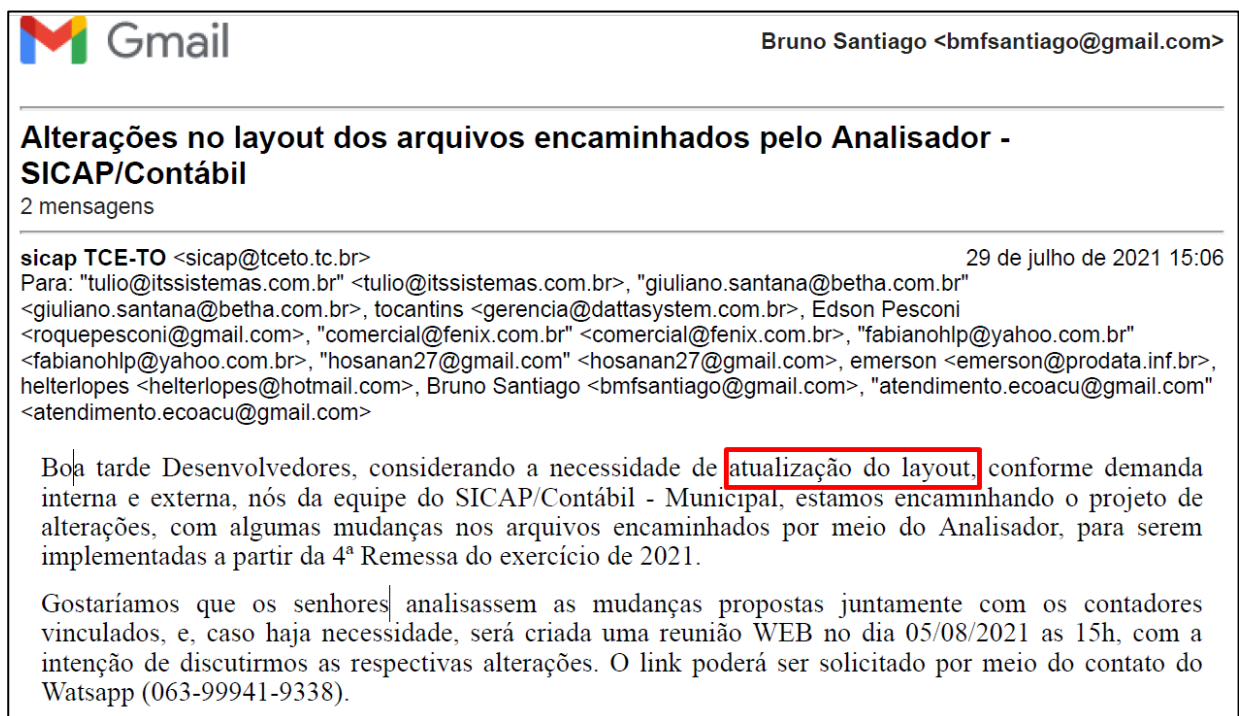 Gmail
Bruno Santiago <bmfsantiago@gmail.com>
Alterações no layout dos arquivos encaminhados pelo Analisador -
SICAP/Contábil
2 mensagens
sicap TCE-TO <sicap@tceto.tc.br>
29 de julho de 2021 15:06
Para: "tulio@itssistemas.com.br" <tulio@itssistemas.com.br>, "giuliano.santana@betha.com.br"
<giuliano.santana@betha.com.br>, tocantins <gerencia@dattasystem.com.br>, Edson Pesconi
<roquepesconi@gmail.com>, "comercial@fenix.com.br" <comercial@fenix.com.br>, "fabianohlp@yahoo.com.br"
<fabianohlp@yahoo.com.br>, "hosanan27@gmail.com" <hosanan27@gmail.com>, emerson <emerson@prodata.inf.br>,
helterlopes <helterlopes@hotmail.com>, Bruno Santiago <bmfsantiago@gmail.com>, "atendimento.ecoacu@gmail.com"
<atendimento.ecoacu@gmail.com>
Boa tarde Desenvolvedores, considerando a necessidade de atualização do layout, conforme demanda
interna e externa, nós da equipe do SICAP/Contábil - Municipal, estamos encaminhando o projeto de
alterações, com algumas mudanças nos arquivos encaminhados por meio do Analisador, para serem
implementadas a partir da 4ª Remessa do exercício de 2021.
Gostaríamos que os senhores analisassem as mudanças propostas juntamente com os contadores
vinculados, e, caso haja necessidade, será criada uma reunião WEB no dia 05/08/2021 as 15h, com a
intenção de discutirmos as respectivas alterações. O link poderá ser solicitado por meio do contato do
Watsapp (063-99941-9338).